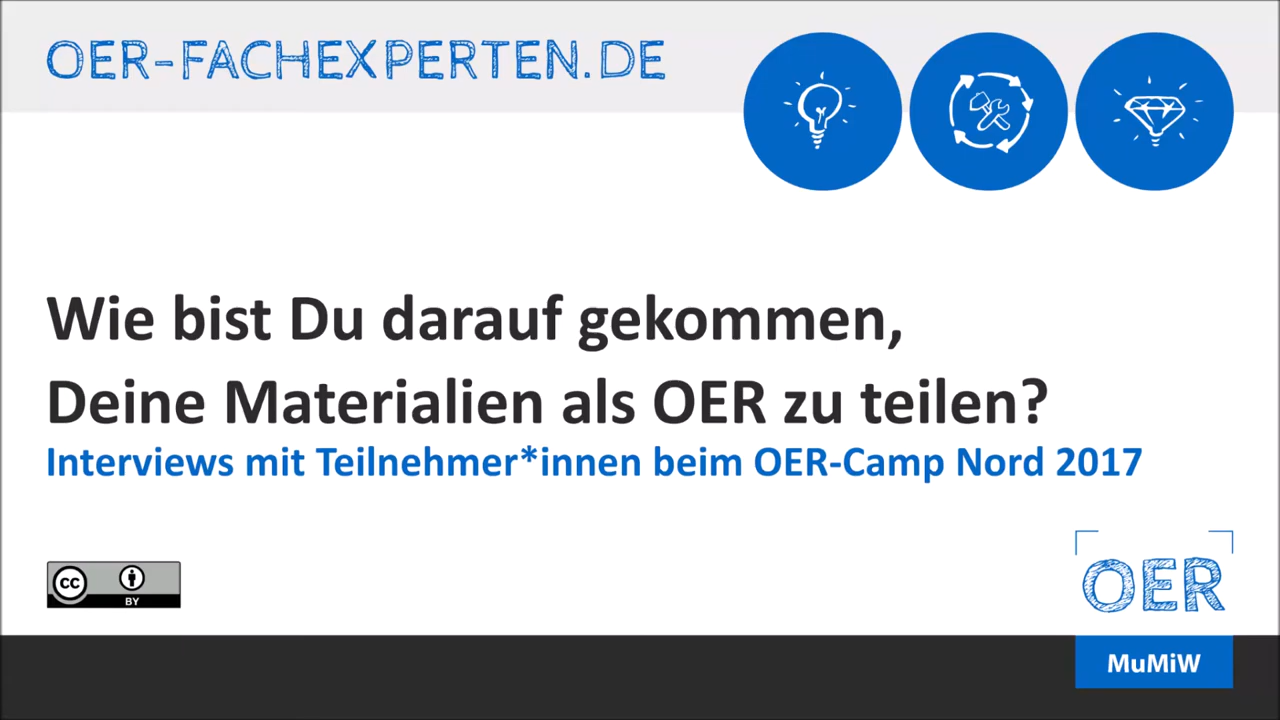 OER-FACHEXPERTEN.DE
Wie bist Du darauf gekommen,
Deine Materialien als OER zu teilen?
Interviews mit Teilnehmer*innen beim OER-Camp Nord 2017
cc
BY
OER
MuMiW